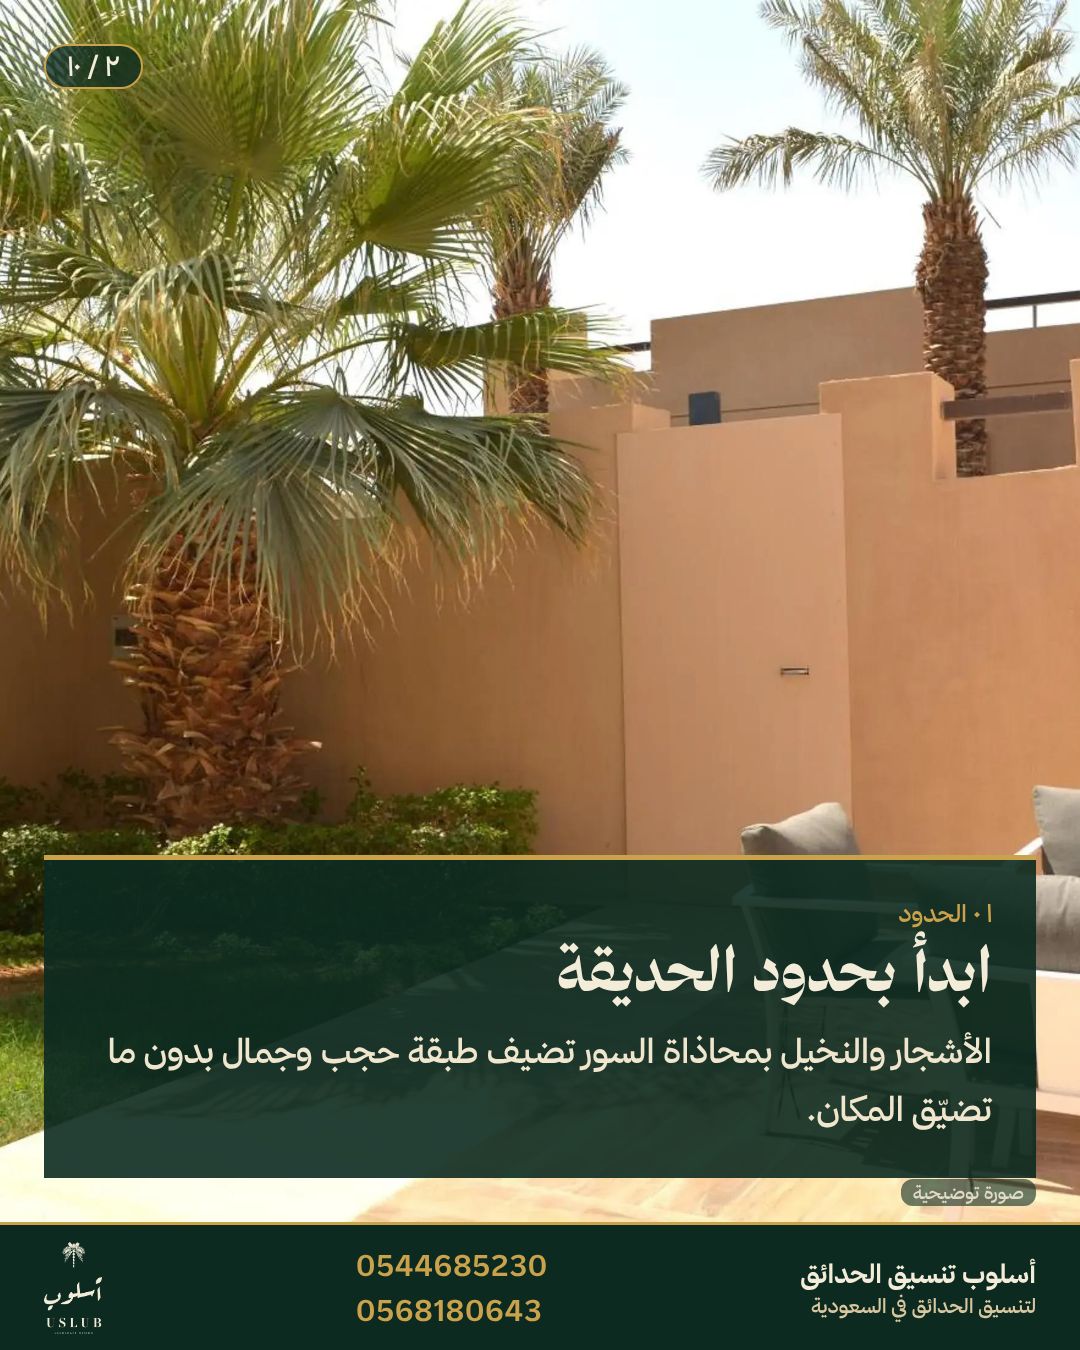 ٢ / ١٠
٠١ الحدود
ابدأ بحدود الحديقة
الأشجار والنخيل بمحاذاة السور تضيف طبقة حجب وجمال بدون ما
تضيّق المكان.
صورة توضيحية
أسلوب تنسيق الحدائق
لتنسيق الحدائق في السعودية
0544685230
0568180643
أسلوب
USLUB